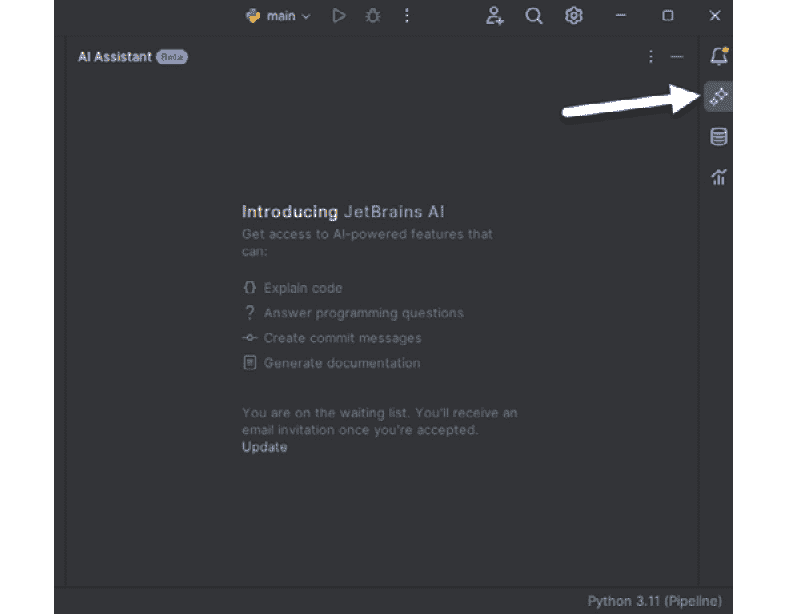 main
AI Assistant Beta
Introducing JetBrains AI
Get access to AI-powered features that
can:
{} Explain code
? Answer programming questions
Create commit messages
Generate documentation
You are on the waiting list. You'll receive an
email invitation once you're accepted.
Update
Python 3.11 (Pipeline)